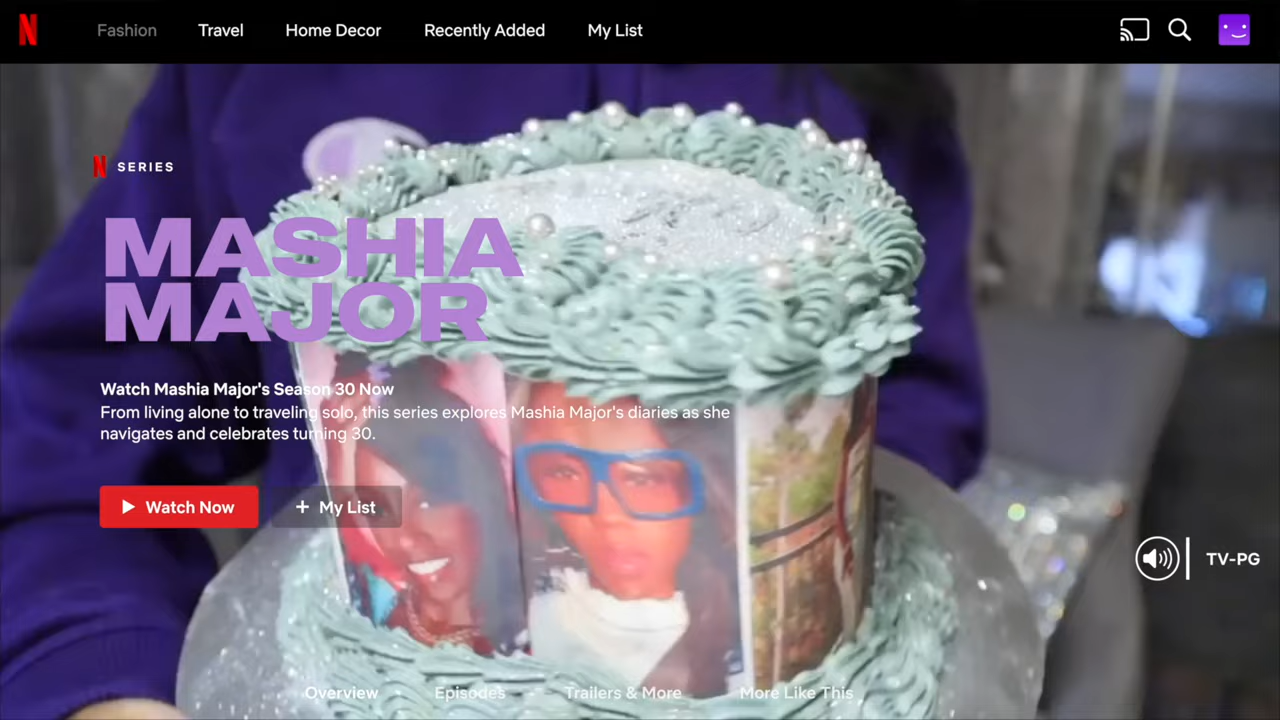 N Fashion Travel Home Decor Recently Added My List
N SERIES
MASHIA
MAJOR
Watch Mashia Major's Season 30 Now
From living alone to traveling solo, this series explores Mashia Major's diaries as she
navigates and celebrates turning 30.
Watch Now + My List
TV-PG
Overview Episodes Trailers & More More Like This